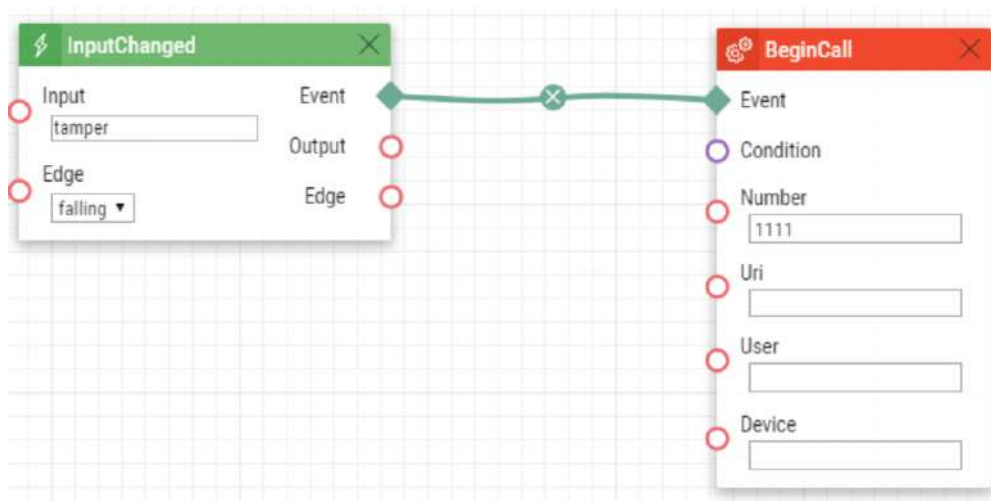 InputChanged
Input
tamper
Edge
falling
Event
Output
Edge
BeginCall
Event
Condition
Number
1111
Uri
User
Device